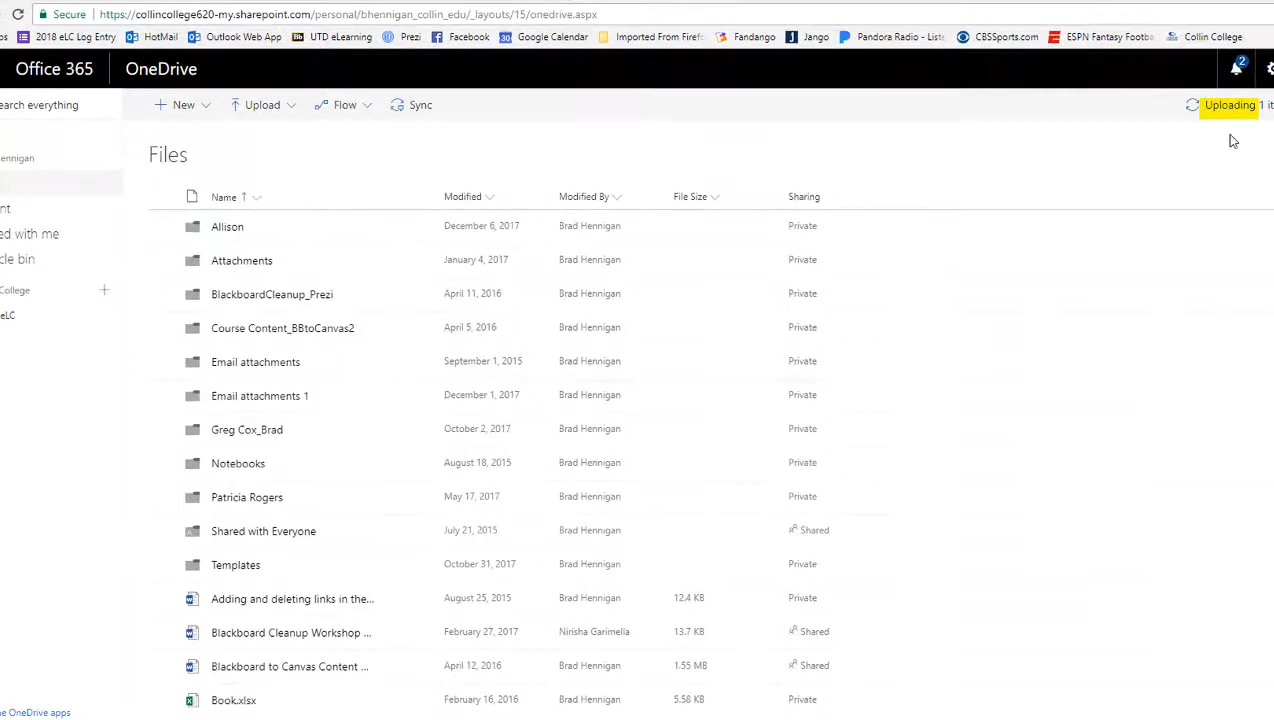 Secure https://collincollege620-my.sharepoint.com/personal/bhennigan_collin_edu/_layouts/15/onedrive.aspx
2018 eLC Log Entry HotMail Outlook Web App UTD eLearning Prezi Facebook Google Calendar Imported From Firef Fandango Jango Pandora Radio - Liste CBSSports.com ESPN Fantasy Footba Collin College
Office 365 OneDrive 2
earch everything New Upload Flow Sync Uploading 1 it
Files
ennigan
Name Modified Modified By File Size Sharing
nt
Allison December 6, 2017 Brad Hennigan Private
ed with me
cle bin
Attachments January 4, 2017 Brad Hennigan Private
College
BlackboardCleanup_Prezi April 11, 2016 Brad Hennigan Private
eLC
Course Content_BBtoCanvas2 April 5, 2016 Brad Hennigan Private
Email attachments September 1, 2015 Brad Hennigan Private
Email attachments 1 December 1, 2017 Brad Hennigan Private
Greg Cox_Brad October 2, 2017 Brad Hennigan Private
Notebooks August 18, 2015 Brad Hennigan Private
Patricia Rogers May 17, 2017 Brad Hennigan Private
Shared with Everyone July 21, 2015 Brad Hennigan Shared
Templates October 31, 2017 Brad Hennigan Private
Adding and deleting links in the... August 25, 2015 Brad Hennigan 12.4 KB Private
Blackboard Cleanup Workshop ... February 27, 2017 Nirisha Garimella 13.7 KB Shared
Blackboard to Canvas Content ... April 12, 2016 Brad Hennigan 1.55 MB Shared
Book.xlsx February 16, 2016 Brad Hennigan 5.58 KB Private
he OneDrive apps